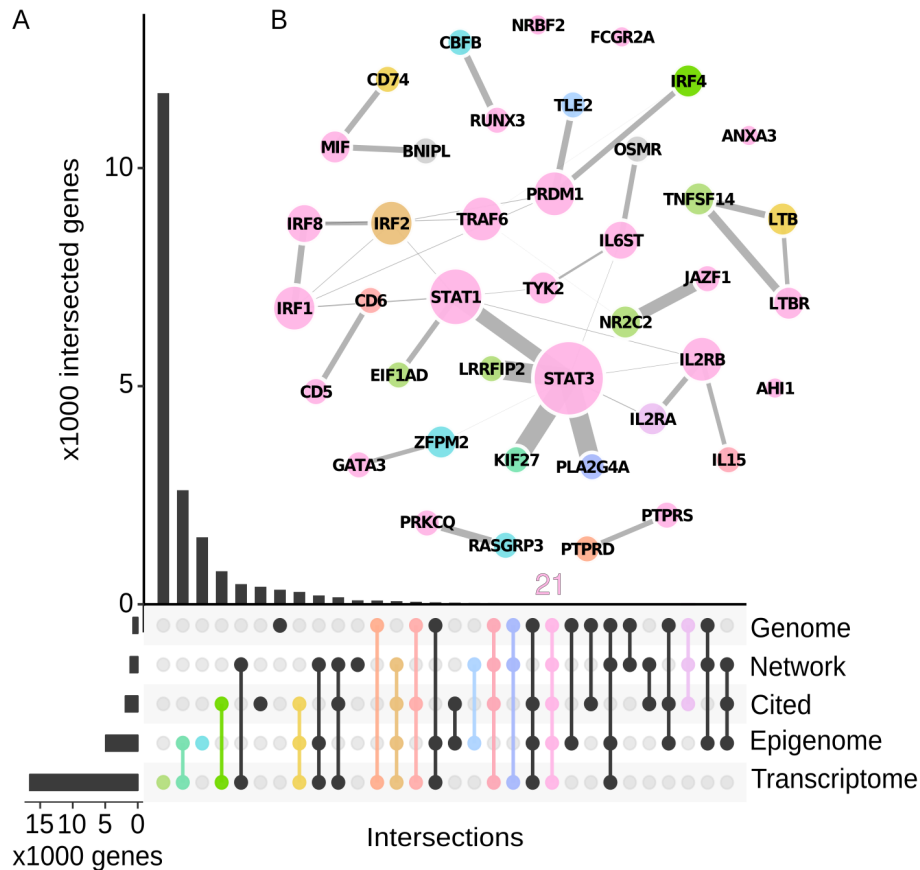 A
B
NRBF2
FCGR2A
CBFB
CD74
IRF4
TLE2
RUNX3
ANXA3
MIF
BNIPL
OSMR
PRDM1
TNFSF14
LTB
IRF8
IRF2
TRAF6
IL6ST
JAZF1
TYK2
LTBR
IRF1
CD6
STAT1
NR2C2
IL2RB
EIF1AD
LRRFIP2
STAT3
AHI1
CD5
IL2RA
ZFPM2
GATA3
KIF27
PLA2G4A
IL15
PRKCQ
PTPRS
RASGRP3
PTPRD
21
x1000 intersected genes
10
5
0
Genome
Network
Cited
Epigenome
Transcriptome
15 10 5 0
x1000 genes
Intersections